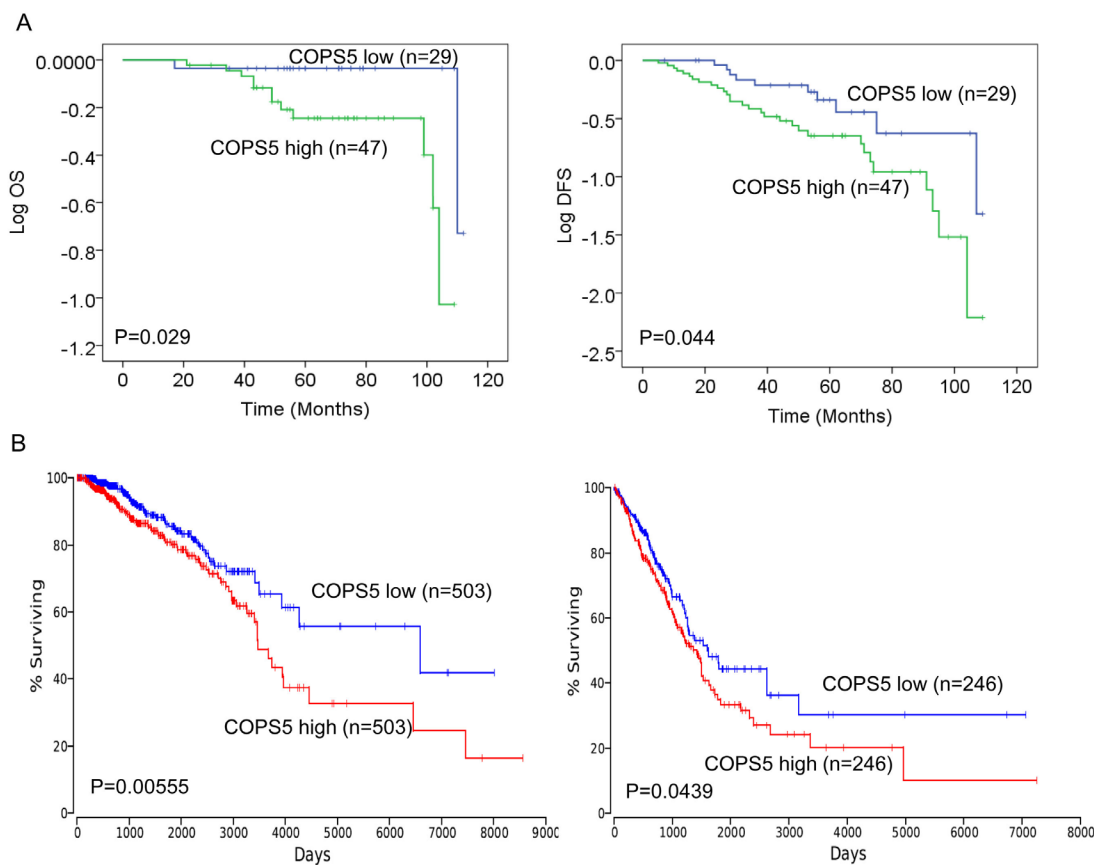 A
0.0000
-0.2
-0.4
-0.6
-0.8
-1.0
-1.2
Log OS
COPS5 low (n=29)
COPS5 high (n=47)
P=0.029
0 20 40 60 80 100 120
Time (Months)
0.0
-0.5
-1.0
-1.5
-2.0
-2.5
Log DFS
COPS5 low (n=29)
COPS5 high (n=47)
P=0.044
0 20 40 60 80 100 120
Time (Months)
B
100
80
60
40
20
0
% Surviving
COPS5 low (n=503)
COPS5 high (n=503)
P=0.00555
0 1000 2000 3000 4000 5000 6000 7000 8000 9000
Days
100
80
60
40
20
0
% Surviving
COPS5 low (n=246)
COPS5 high (n=246)
P=0.0439
0 1000 2000 3000 4000 5000 6000 7000 8000
Days